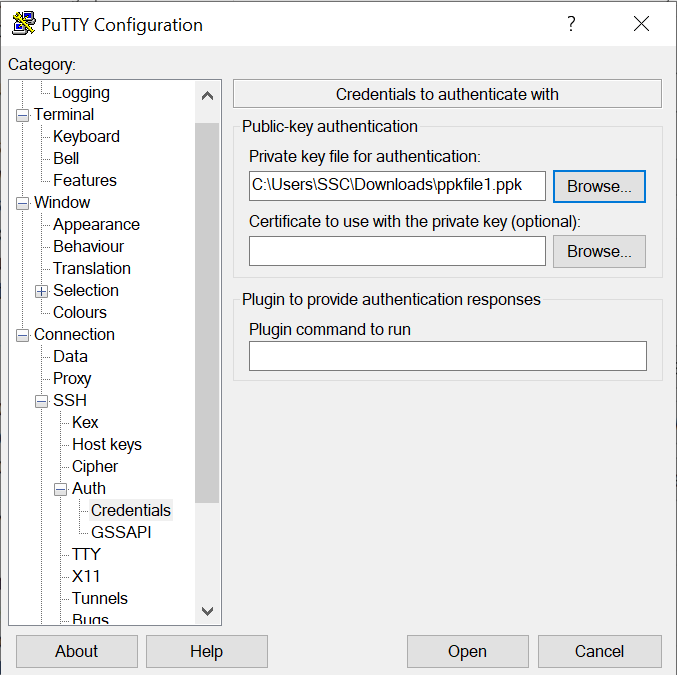 PuTTY Configuration
?
Category:
Logging
Terminal
Keyboard
Bell
Features
Window
Appearance
Behaviour
Translation
Selection
Colours
Connection
Data
Proxy
SSH
Kex
Host keys
Cipher
Auth
Credentials
GSSAPI
TTY
X11
Tunnels
Bugs
Credentials to authenticate with
Public-key authentication
Private key file for authentication:
C:\Users\SSC\Downloads\ppkfile1.ppk Browse...
Certificate to use with the private key (optional):
Browse...
Plugin to provide authentication responses
Plugin command to run
About Help Open Cancel